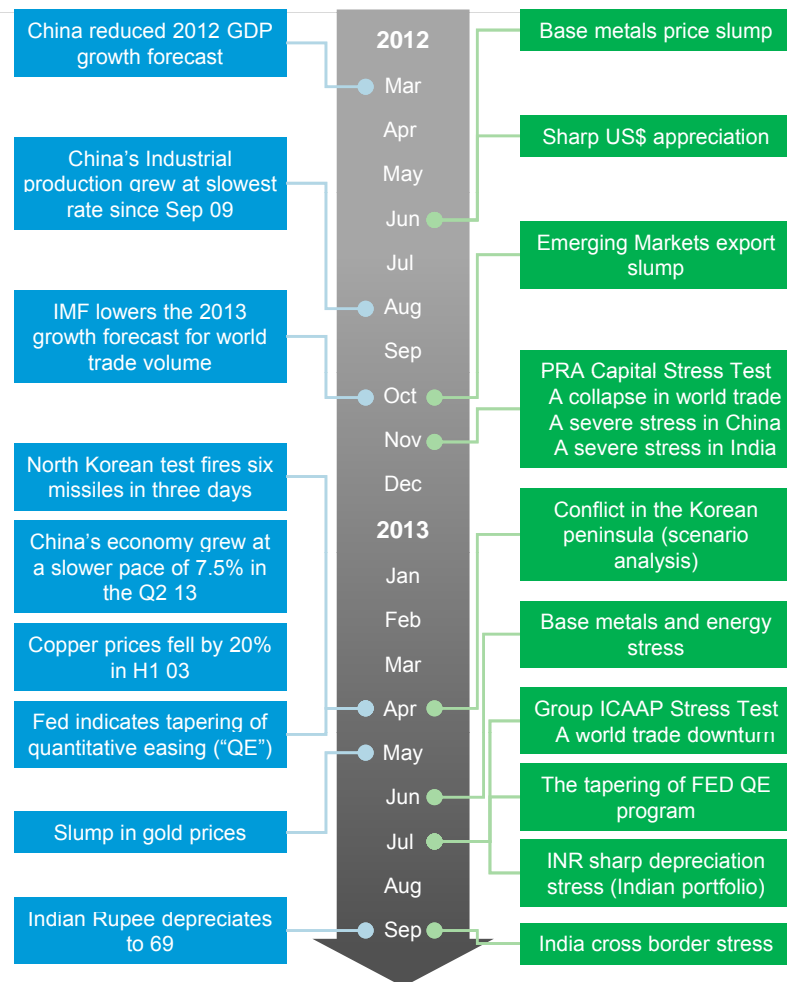 China reduced 2012 GDP
growth forecast
China's Industrial
production grew at slowest
rate since Sep 09
IMF lowers the 2013
growth forecast for world
trade volume
North Korean test fires six
missiles in three days
China's economy grew at
a slower pace of 7.5% in
the Q2 13
Copper prices fell by 20%
in H1 03
Fed indicates tapering of
quantitative easing ("QE")
Slump in gold prices
Indian Rupee depreciates
to 69
2012
Mar
Apr
May
Jun
Jul
Aug
Sep
Oct
Nov
Dec
2013
Jan
Feb
Mar
Apr
May
Jun
Jul
Aug
Sep
Base metals price slump
Sharp US$ appreciation
Emerging Markets export
slump
PRA Capital Stress Test
A collapse in world trade
A severe stress in China
A severe stress in India
Conflict in the Korean
peninsula (scenario
analysis)
Base metals and energy
stress
Group ICAAP Stress Test
A world trade downturn
The tapering of FED QE
program
INR sharp depreciation
stress (Indian portfolio)
India cross border stress